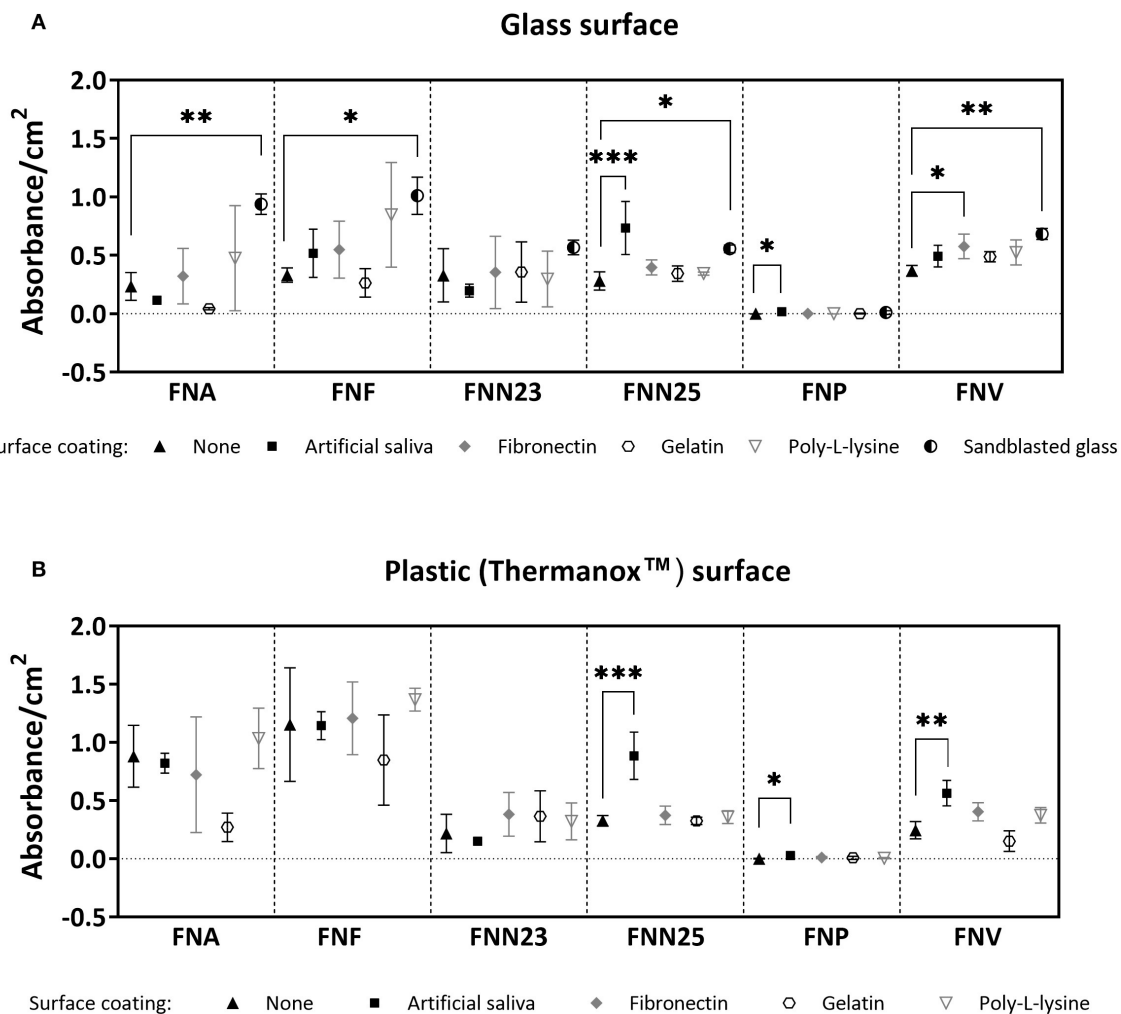 A
Glass surface
Absorbance/cm²
2.0
1.5
1.0
0.5
0.0
-0.5
** * *** * * * **
FNA FNF FNN23 FNN25 FNP FNV
urface coating: None Artificial saliva Fibronectin Gelatin Poly-L-lysine Sandblasted glass
B
Plastic (Thermanox™) surface
Absorbance/cm²
2.0
1.5
1.0
0.5
0.0
-0.5
*** * **
FNA FNF FNN23 FNN25 FNP FNV
Surface coating: None Artificial saliva Fibronectin Gelatin Poly-L-lysine